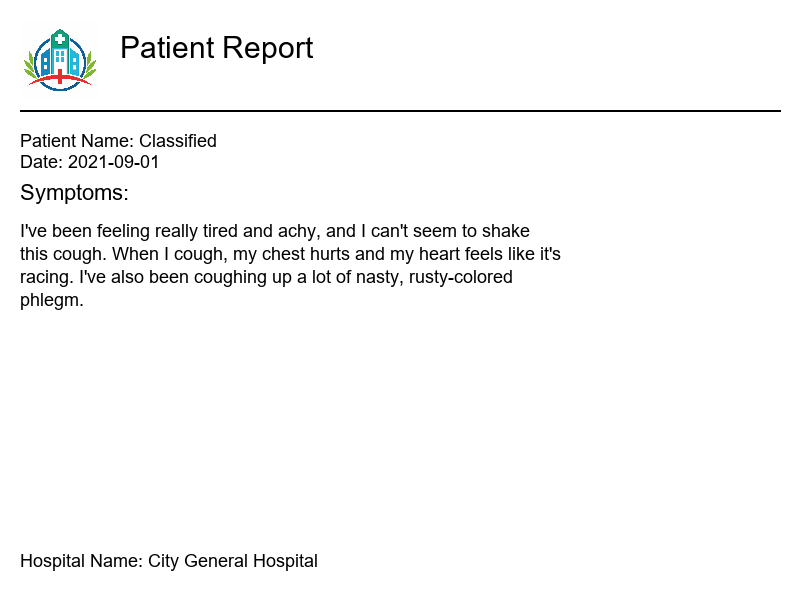 Patient Report
Patient Name: Classified
Date: 2021-09-01
Symptoms:
I've been feeling really tired and achy, and I can't seem to shake
this cough. When I cough, my chest hurts and my heart feels like it's
racing. I've also been coughing up a lot of nasty, rusty-colored
phlegm.
Hospital Name: City General Hospital